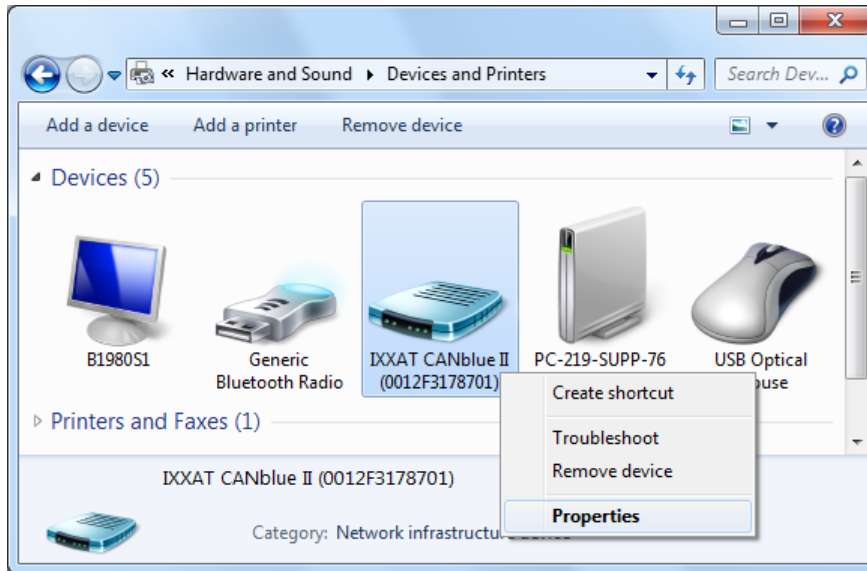 Hardware and Sound Devices and Printers Search Dev...
Add a device Add a printer Remove device
Devices (5)
B1980S1
Generic
Bluetooth Radio
IXXAT CANblue II
(0012F3178701)
PC-219-SUPP-76
USB Optical
Create shortcut
Troubleshoot
Remove device
Properties
Printers and Faxes (1)
IXXAT CANblue II (0012F3178701)
Category: Network